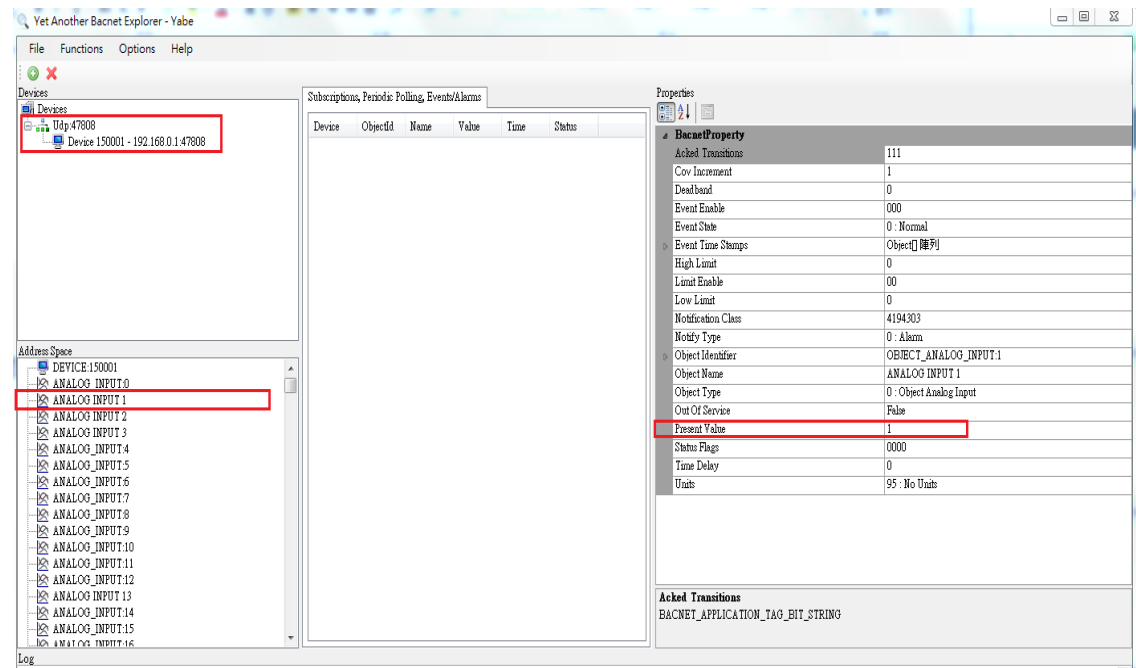 Yet Another Bacnet Explorer - Yabe
File Functions Options Help
Devices
Devices
Udp:47808
Device 150001 - 192.168.0.1:47808
Address Space
DEVICE:150001
ANALOG_INPUT:0
ANALOG INPUT 1
ANALOG INPUT 2
ANALOG INPUT 3
ANALOG_INPUT:4
ANALOG_INPUT:5
ANALOG_INPUT:6
ANALOG_INPUT:7
ANALOG_INPUT:8
ANALOG_INPUT:9
ANALOG_INPUT:10
ANALOG_INPUT:11
ANALOG_INPUT:12
ANALOG INPUT 13
ANALOG_INPUT:14
ANALOG_INPUT:15
ANALOG_INPUT:16
Subscriptions, Periodic Polling, Events/Alarms
Device ObjectId Name Value Time Status
Properties
BacnetProperty
Acked Transitions 111
Cov Increment 1
Deadband 0
Event Enable 000
Event State 0 : Normal
Event Time Stamps Object[] 陣列
High Limit 0
Limit Enable 00
Low Limit 0
Notification Class 4194303
Notify Type 0 : Alarm
Object Identifier OBJECT_ANALOG_INPUT:1
Object Name ANALOG INPUT 1
Object Type 0 : Object Analog Input
Out Of Service False
Present Value 1
Status Flags 0000
Time Delay 0
Units 95 : No Units
Acked Transitions
BACNET_APPLICATION_TAG_BIT_STRING
Log